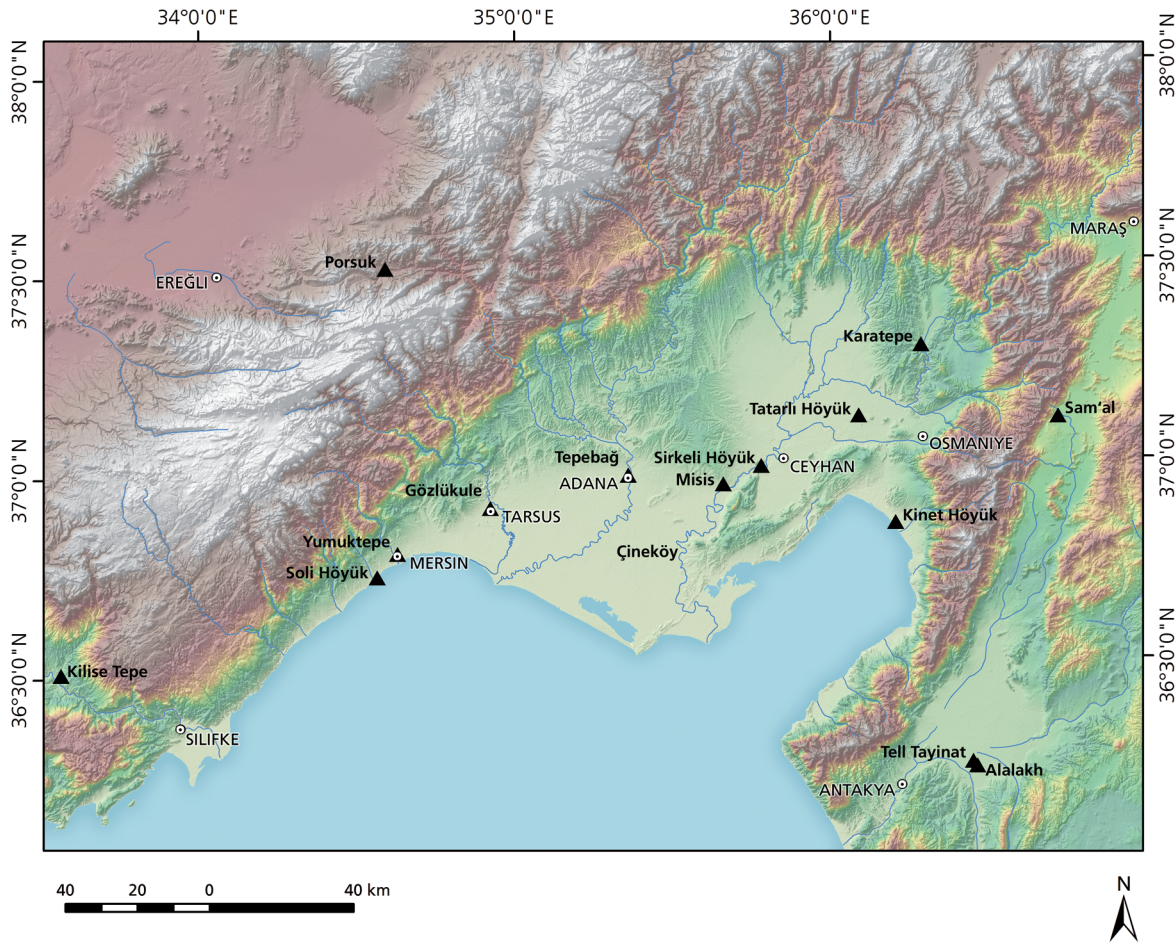 34°0'0"E
35°0'0"E
36°0'0"E
38°0'0"N
38°0'0"N
MARAŞ
Porsuk
EREĞLI
37°30'0"N
37°30'0"N
Karatepe
Tatarlı Höyük
Sam'al
OSMANIYE
Tepebağ
Sirkeli Höyük
CEYHAN
ADANA
Misis
37°0'0"N
37°0'0"N
Gözlükule
TARSUS
Kinet Höyük
Yumuktepe
MERSIN
Çineköy
Soli Höyük
36°30'0"N
36°30'0"N
Kilise Tepe
SILIFKE
Tell Tayinat
Alalakh
ANTAKYA
40 20 0 40 km
N